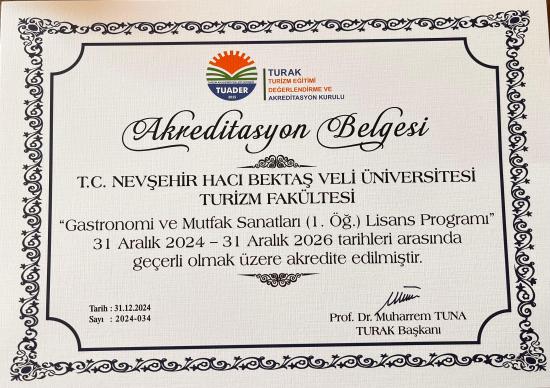 TUADER
2015
TURAK
TURİZM EĞİTİMİ
DEĞERLENDİRME VE
AKREDİTASYON KURULU
Akreditasyon Belgesi
T.C. NEVŞEHİR HACI BEKTAŞ VELİ ÜNİVERSİTESİ
TURİZM FAKÜLTESİ
“Gastronomi ve Mutfak Sanatları (1. Öğ.) Lisans Programı”
31 Aralık 2024 – 31 Aralık 2026 tarihleri arasında
geçerli olmak üzere akredite edilmiştir.
Tarih : 31.12.2024
Sayı : 2024-034
Prof. Dr. Muharrem TUNA
TURAK Başkanı